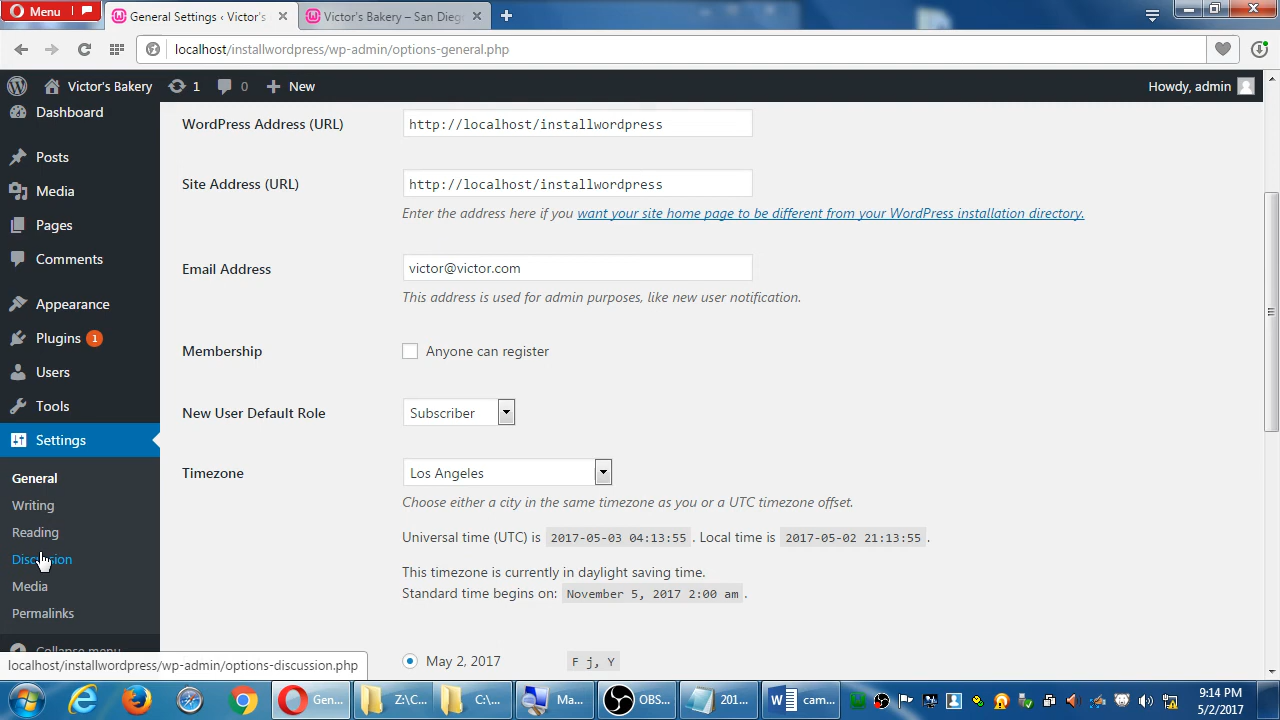 Menu
General Settings ‹ Victor's
Victor's Bakery – San Dieg
localhost/installwordpress/wp-admin/options-general.php
Victor's Bakery
1
0
New
Howdy, admin
Dashboard
Posts
Media
Pages
Comments
Appearance
Plugins 1
Users
Tools
Settings
General
Writing
Reading
Discussion
Media
Permalinks
Collapse menu
WordPress Address (URL)
http://localhost/installwordpress
Site Address (URL)
http://localhost/installwordpress
Enter the address here if you want your site home page to be different from your WordPress installation directory.
Email Address
victor@victor.com
This address is used for admin purposes, like new user notification.
Membership
Anyone can register
New User Default Role
Subscriber
Timezone
Los Angeles
Choose either a city in the same timezone as you or a UTC timezone offset.
Universal time (UTC) is 2017-05-03 04:13:55 . Local time is 2017-05-02 21:13:55 .
This timezone is currently in daylight saving time.
Standard time begins on: November 5, 2017 2:00 am .
May 2, 2017 F j, Y
localhost/installwordpress/wp-admin/options-discussion.php
Gen...
Z:\C...
C:\...
Ma...
OBS...
201...
cam...
9:14 PM
5/2/2017